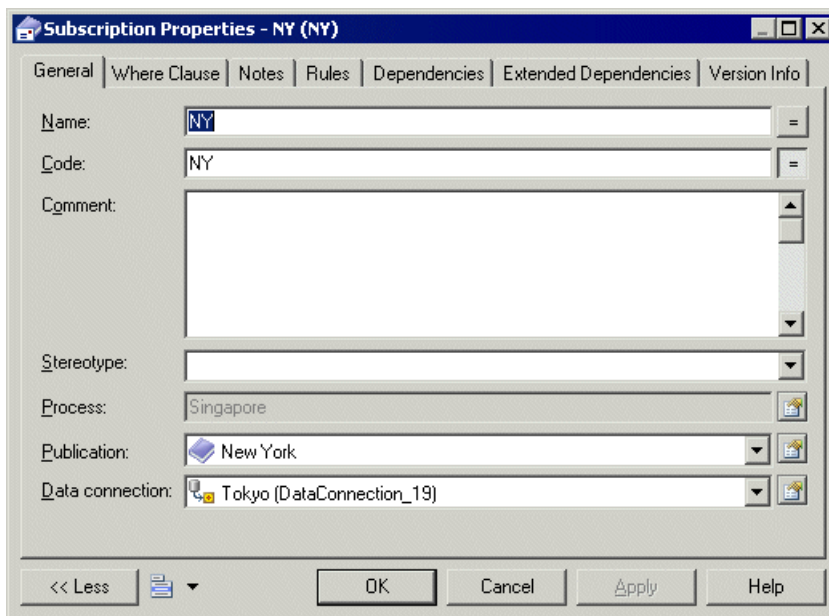 Subscription Properties - NY (NY)
General Where Clause Notes Rules Dependencies Extended Dependencies Version Info
Name: NY =
Code: NY =
Comment:
Stereotype:
Process: Singapore
Publication: New York
Data connection: Tokyo (DataConnection_19)
<< Less OK Cancel Apply Help